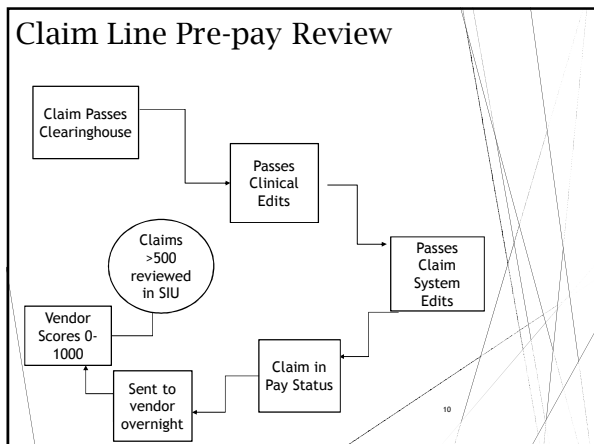 Claim Line Pre-pay Review
Claim Passes
Clearinghouse
Passes
Clinical
Edits
Passes
Claim
System
Edits
Claim in
Pay Status
Sent to
vendor
overnight
Vendor
Scores 0-
1000
Claims
>500
reviewed
in SIU
10